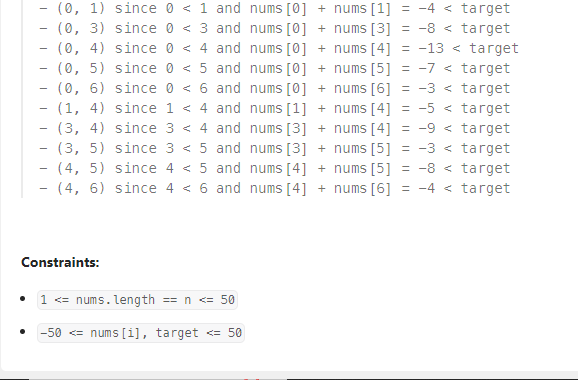 - (0, 1) since 0 < 1 and nums[0] + nums[1] = -4 < target
- (0, 3) since 0 < 3 and nums[0] + nums[3] = -8 < target
- (0, 4) since 0 < 4 and nums[0] + nums[4] = -13 < target
- (0, 5) since 0 < 5 and nums[0] + nums[5] = -7 < target
- (0, 6) since 0 < 6 and nums[0] + nums[6] = -3 < target
- (1, 4) since 1 < 4 and nums[1] + nums[4] = -5 < target
- (3, 4) since 3 < 4 and nums[3] + nums[4] = -9 < target
- (3, 5) since 3 < 5 and nums[3] + nums[5] = -3 < target
- (4, 5) since 4 < 5 and nums[4] + nums[5] = -8 < target
- (4, 6) since 4 < 6 and nums[4] + nums[6] = -4 < target
Constraints:
• 1 <= nums.length == n <= 50
• -50 <= nums[i], target <= 50